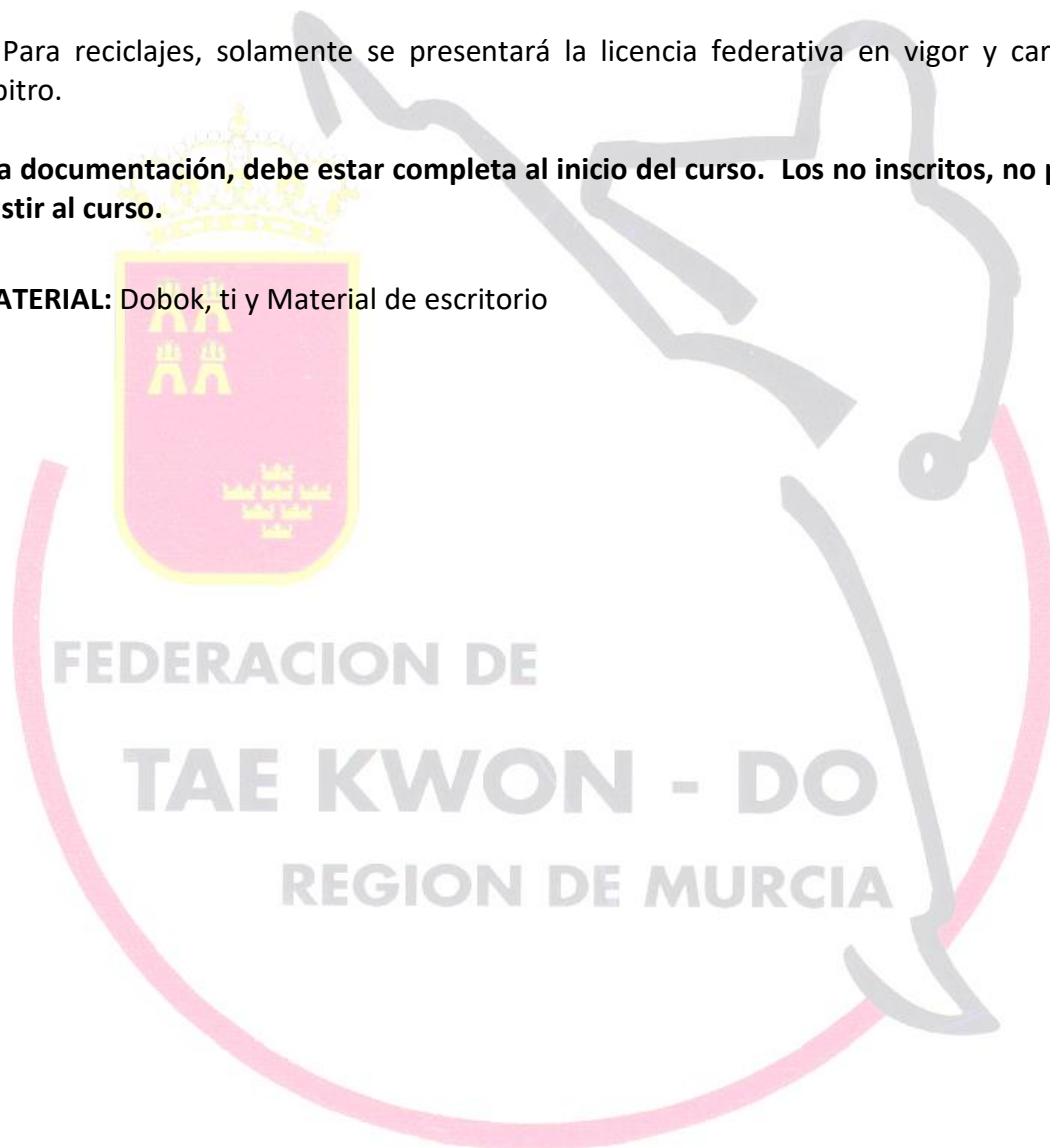 Para reciclajes, solamente se presentará la licencia federativa en vigor y car
bitro.
a documentación, debe estar completa al inicio del curso. Los no inscritos, no p
stir al curso.
ATERIAL: Dobok, ti y Material de escritorio
FEDERACION DE
TAE KWON - DO
REGION DE MURCIA